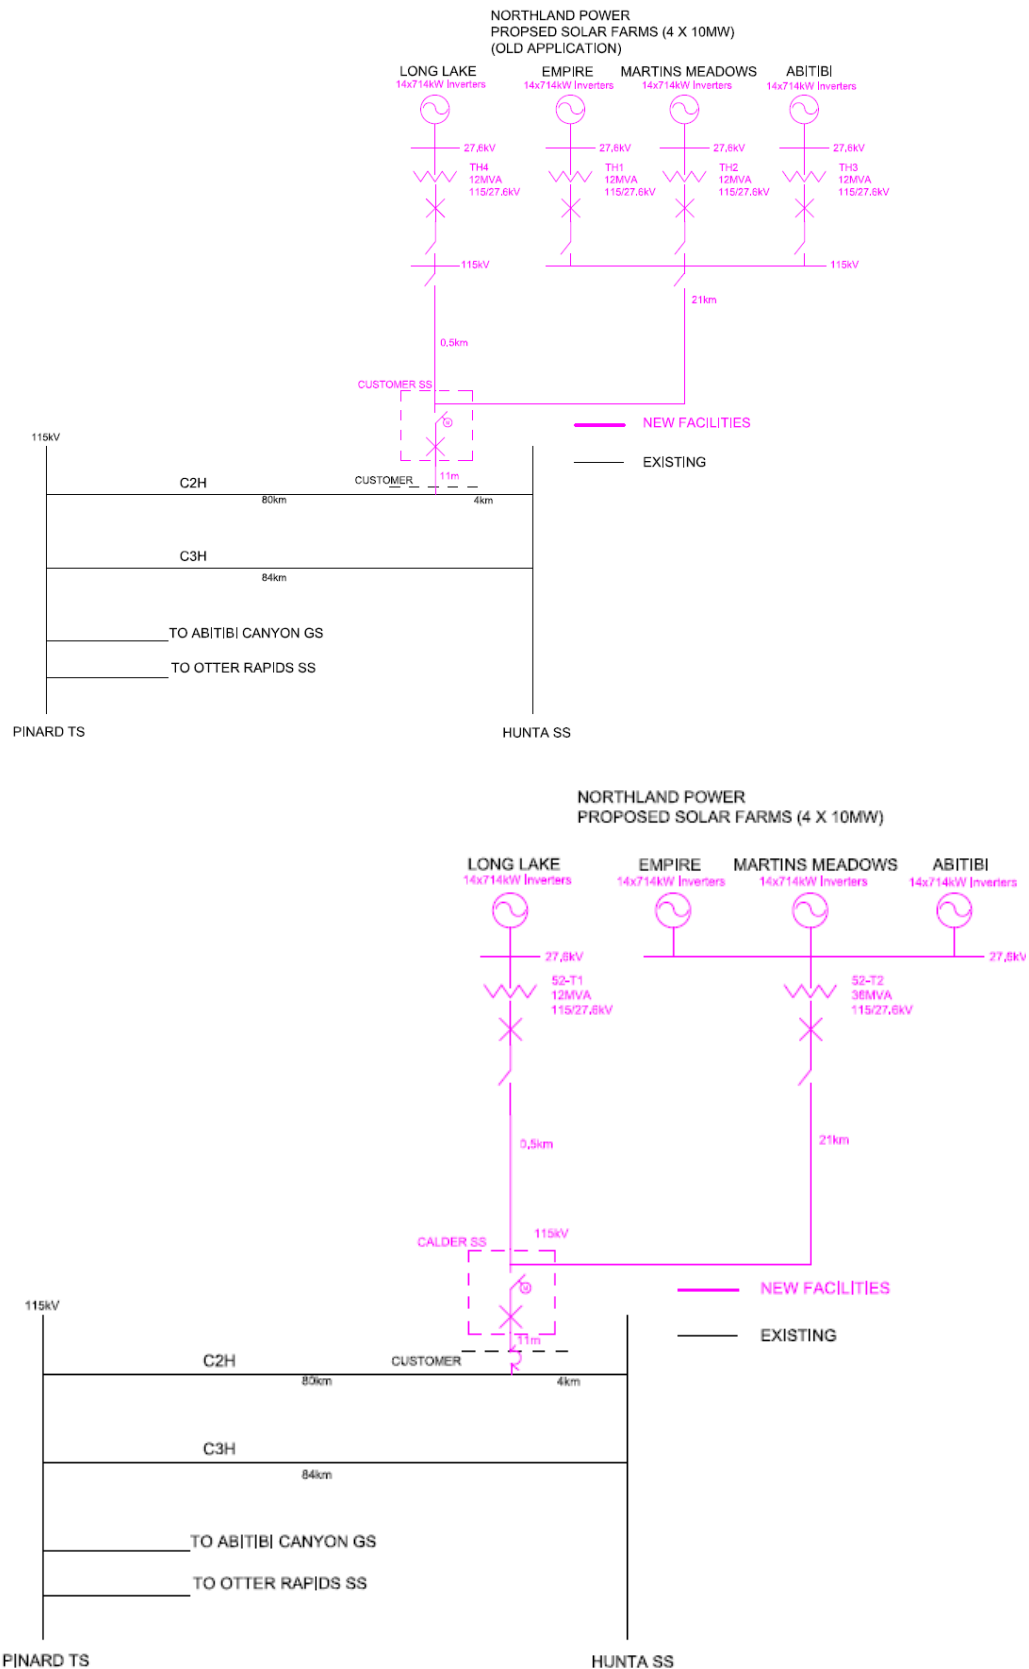 NORTHLAND POWER
PROPSED SOLAR FARMS (4 X 10MW)
(OLD APPLICATION)
LONG LAKE EMPIRE MARTINS MEADOWS ABITIBI
14x714kW Inverters 14x714kW Inverters 14x714kW Inverters 14x714kW Inverters
27.6kV 27.6kV 27.6kV 27.6kV
TH4 TH1 TH2 TH3
12MVA 12MVA 12MVA 12MVA
115/27.6kV 115/27.6kV 115/27.6kV 115/27.6kV
115kV 115kV
21km
0.5km
CUSTOMER SS
NEW FACILITIES
115kV
EXISTING
11m
C2H CUSTOMER
80km 4km
C3H
84km
TO ABITIBI CANYON GS
TO OTTER RAPIDS SS
PINARD TS HUNTA SS
NORTHLAND POWER
PROPOSED SOLAR FARMS (4 X 10MW)
LONG LAKE EMPIRE MARTINS MEADOWS ABITIBI
14x714kW Inverters 14x714kW Inverters 14x714kW Inverters 14x714kW Inverters
27.6kV 27.6kV
52-T1 52-T2
12MVA 36MVA
115/27.6kV 115/27.6kV
0.5km 21km
115kV
CALDER SS
NEW FACILITIES
115kV
EXISTING
11m
C2H CUSTOMER
80km 4km
C3H
84km
TO ABITIBI CANYON GS
TO OTTER RAPIDS SS
PINARD TS HUNTA SS